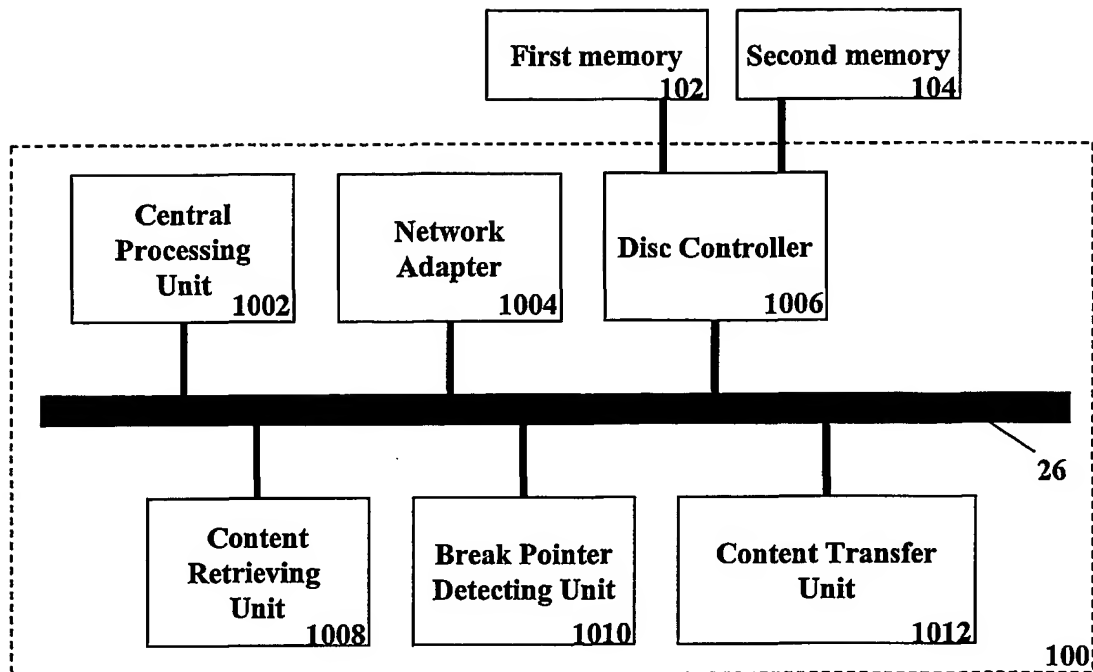 First memory
102
Second memory
104
Central
Processing
Unit
1002
Network
Adapter
1004
Disc Controller
1006
26
Content
Retrieving
Unit
1008
Break Pointer
Detecting Unit
1010
Content Transfer
Unit
1012
100